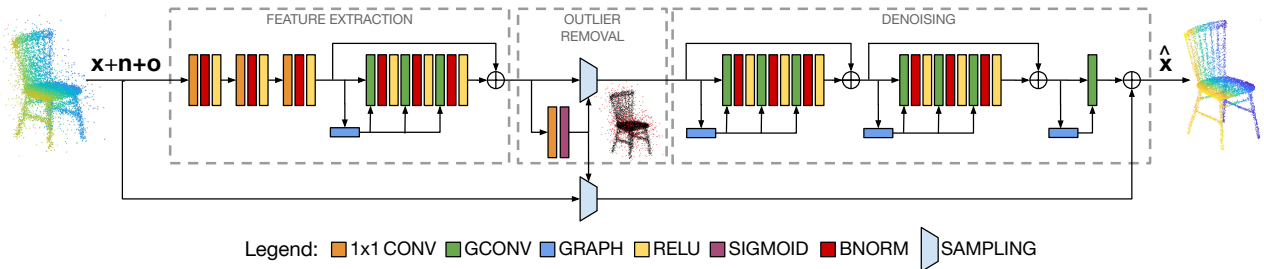 FEATURE EXTRACTION
OUTLIER
REMOVAL
DENOISING
x+n+o
x̂
Legend: 1x1 CONV GCONV GRAPH RELU SIGMOID BNORM SAMPLING